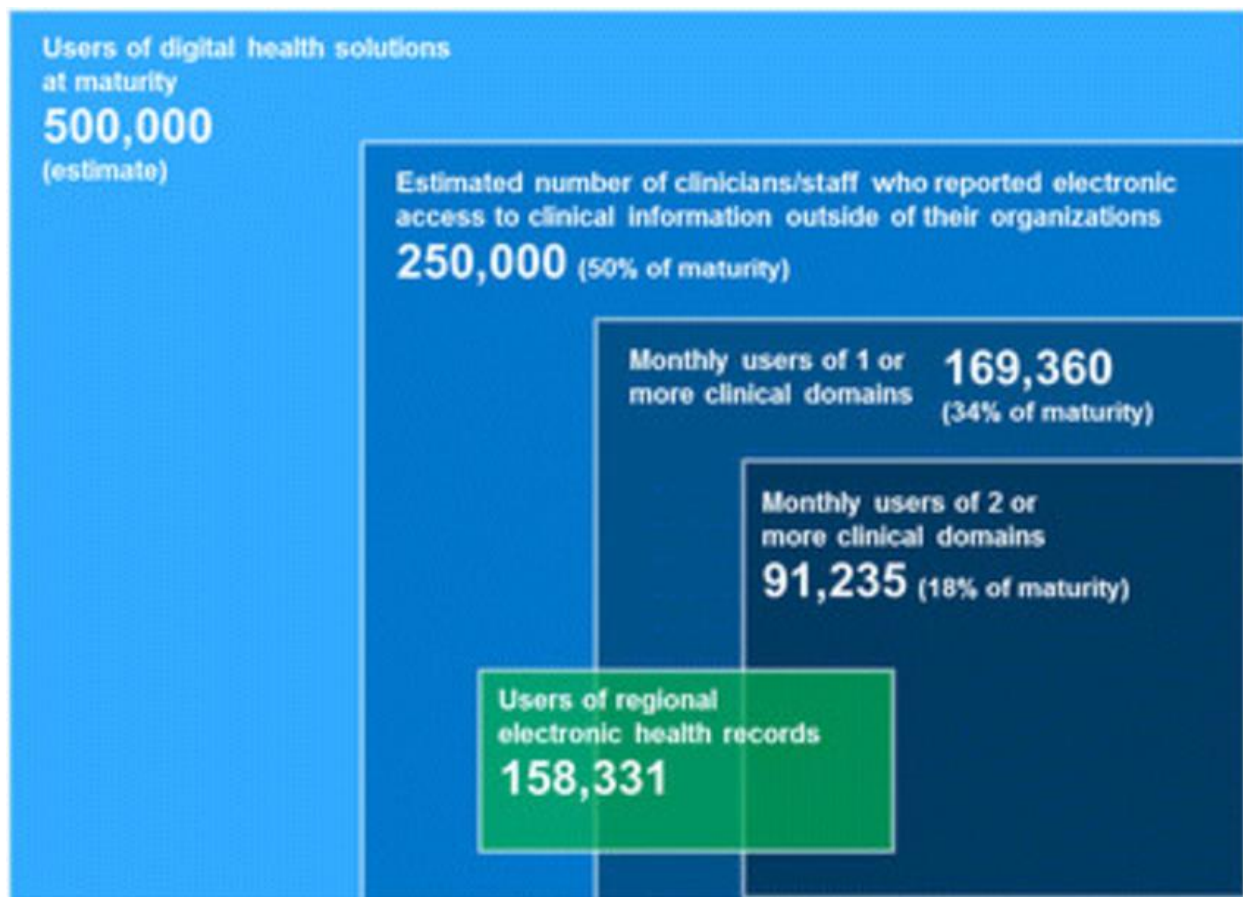 Users of digital health solutions
at maturity
500,000
(estimate)
Estimated number of clinicians/staff who reported electronic
access to clinical information outside of their organizations
250,000 (50% of maturity)
Monthly users of 1 or
more clinical domains
169,360
(34% of maturity)
Monthly users of 2 or
more clinical domains
91,235 (18% of maturity)
Users of regional
electronic health records
158,331